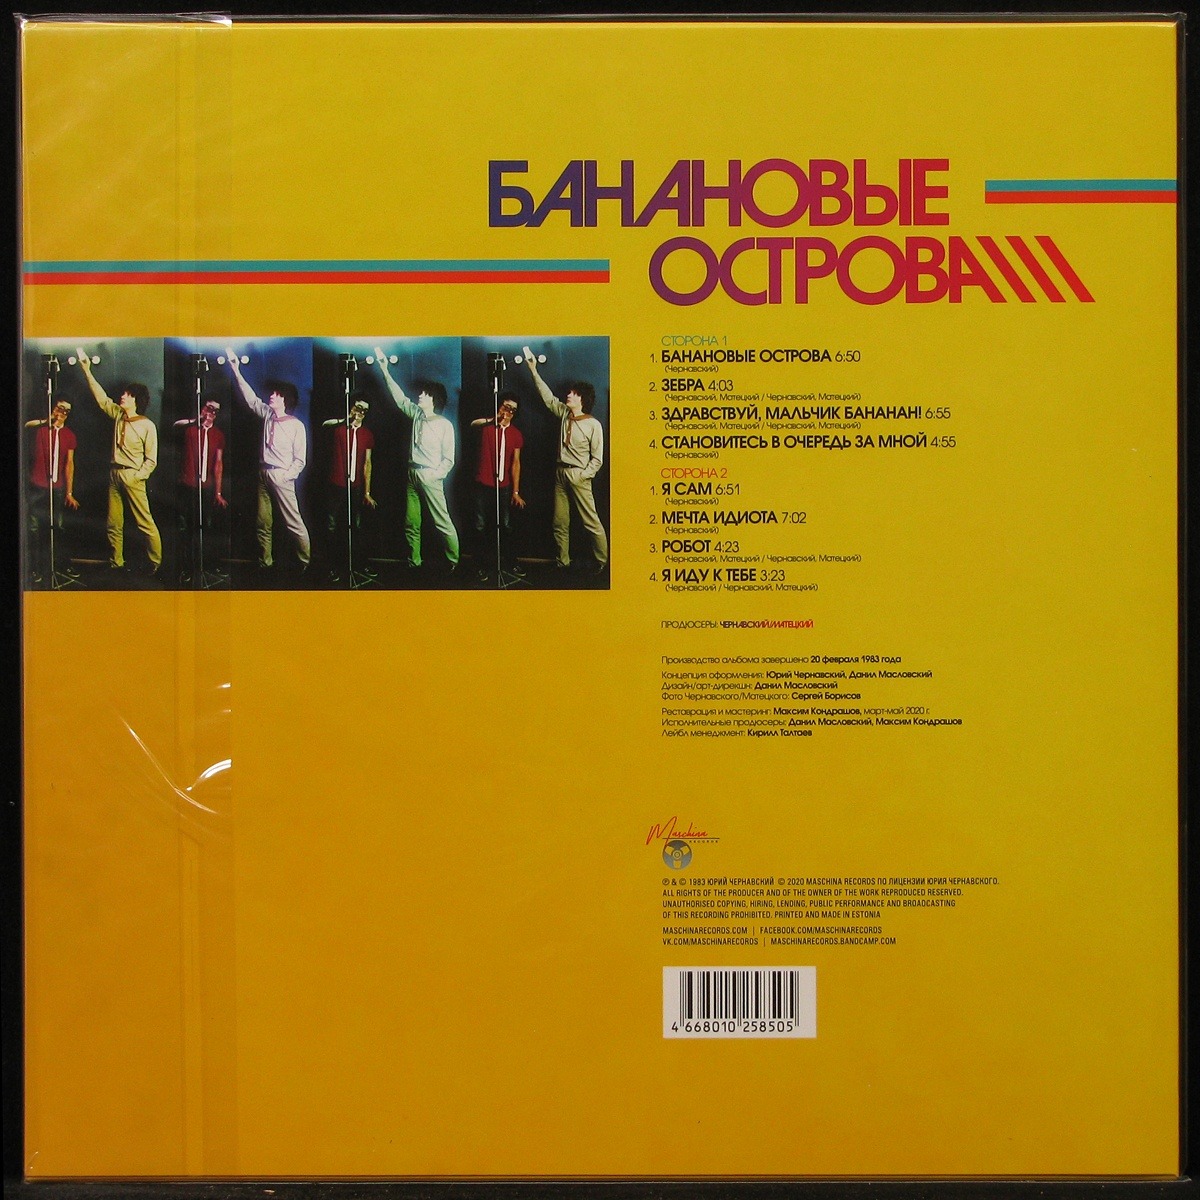 БАНАНОВЫЕ
ОСТРОВА
СТОРОНА 1
1. БАНАНОВЫЕ ОСТРОВА 6:50
(Чернавский)
2. ЗЕБРА 4:03
(Чернавский, Матецкий / Чернавский, Матецкий)
3. ЗДРАВСТВУЙ, МАЛЬЧИК БАНАНАН! 6:55
(Чернавский, Матецкий / Чернавский, Матецкий)
4. СТАНОВИТЕСЬ В ОЧЕРЕДЬ ЗА МНОЙ 4:55
(Чернавский)
СТОРОНА 2
1. Я САМ 6:51
(Чернавский)
2. МЕЧТА ИДИОТА 7:02
(Чернавский)
3. РОБОТ 4:23
(Чернавский, Матецкий / Чернавский, Матецкий)
4. Я ИДУ К ТЕБЕ 3:23
(Чернавский / Чернавский, Матецкий)
ПРОДЮСЕРЫ: ЧЕРНАВСКИЙ/МАТЕЦКИЙ
Производство альбома завершено 20 февраля 1983 года
Концепция оформления: Юрий Чернавский, Данил Масловский
Дизайн/арт-дирекшн: Данил Масловский
Фото Чернавского/Матецкого: Сергей Борисов
Реставрация и мастеринг: Максим Кондрашов, март-май 2020 г.
Исполнительные продюсеры: Данил Масловский, Максим Кондрашов
Лейбл менеджмент: Кирилл Талтаев
Maschina
RECORDS
℗ & © 1983 ЮРИЙ ЧЕРНАВСКИЙ © 2020 MASCHINA RECORDS ПО ЛИЦЕНЗИИ ЮРИЯ ЧЕРНАВСКОГО.
ALL RIGHTS OF THE PRODUCER AND OF THE OWNER OF THE WORK REPRODUCED RESERVED.
UNAUTHORISED COPYING, HIRING, LENDING, PUBLIC PERFORMANCE AND BROADCASTING
OF THIS RECORDING PROHIBITED. PRINTED AND MADE IN ESTONIA
MASCHINARECORDS.COM | FACEBOOK.COM/MASCHINARECORDS
VK.COM/MASCHINARECORDS | MASCHINARECORDS.BANDCAMP.COM
4 668010 258505